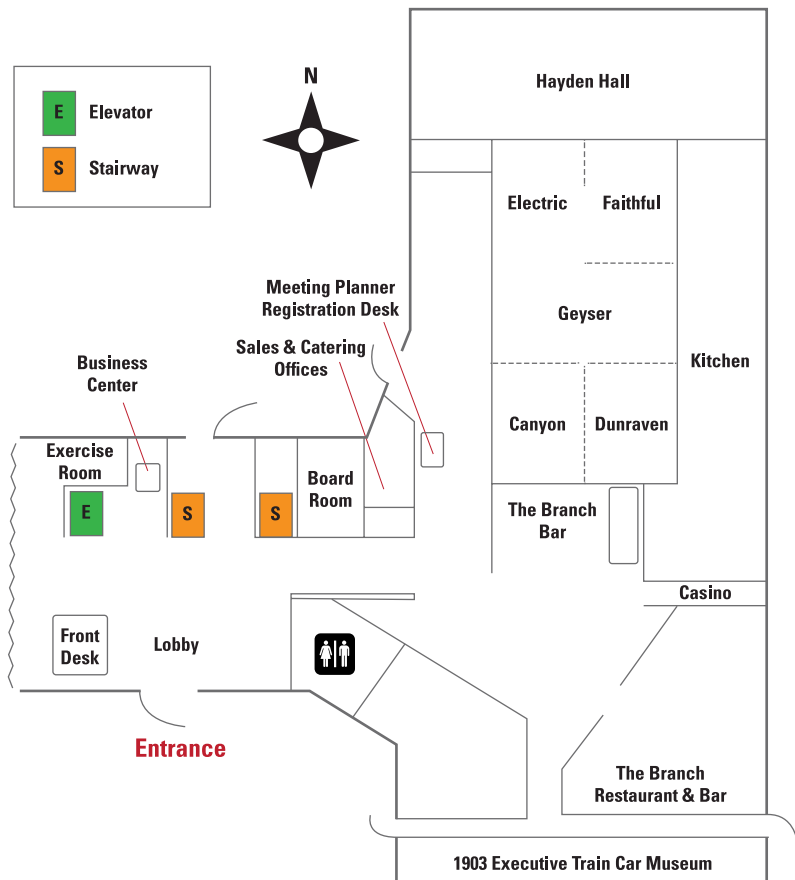 Hayden Hall
N
E
Elevator
S
Stairway
Electric
Faithful
Meeting Planner
Registration Desk
Geyser
Sales & Catering
Offices
Business
Center
Kitchen
Canyon
Dunraven
Exercise
Room
Board
Room
E
S
S
The Branch
Bar
Casino
Front
Desk
Lobby
Entrance
The Branch
Restaurant & Bar
1903 Executive Train Car Museum